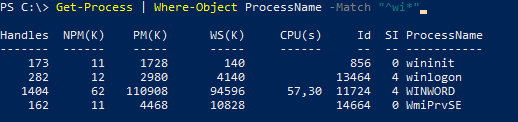 PS C:\> Get-Process | Where-Object ProcessName -Match "^wi*"
Handles NPM(K) PM(K) WS(K) CPU(s) Id SI ProcessName
------- ------ ----- ----- ------ -- -- -----------
173 11 1728 140 856 0 wininit
282 12 2980 4140 13464 4 winlogon
1404 62 110908 94596 57,30 11724 4 WINWORD
162 11 4468 10828 14664 0 WmiPrvSE